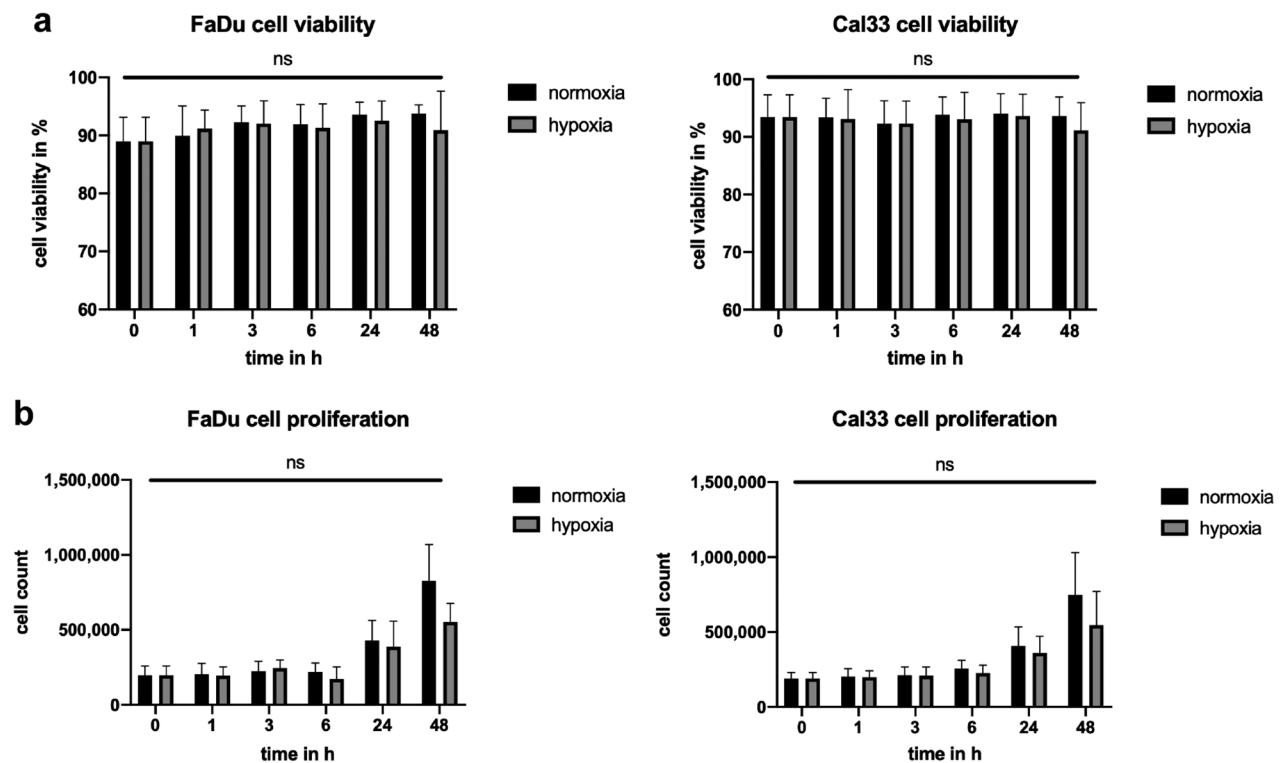 a
FaDu cell viability
ns
cell viability in %
100
90
80
70
60
0 1 3 6 24 48
time in h
normoxia
hypoxia
Cal33 cell viability
ns
cell viability in %
100
90
80
70
60
0 1 3 6 24 48
time in h
normoxia
hypoxia
b
FaDu cell proliferation
ns
cell count
1,500,000
1,000,000
500,000
0
0 1 3 6 24 48
time in h
normoxia
hypoxia
Cal33 cell proliferation
ns
cell count
1,500,000
1,000,000
500,000
0
0 1 3 6 24 48
time in h
normoxia
hypoxia